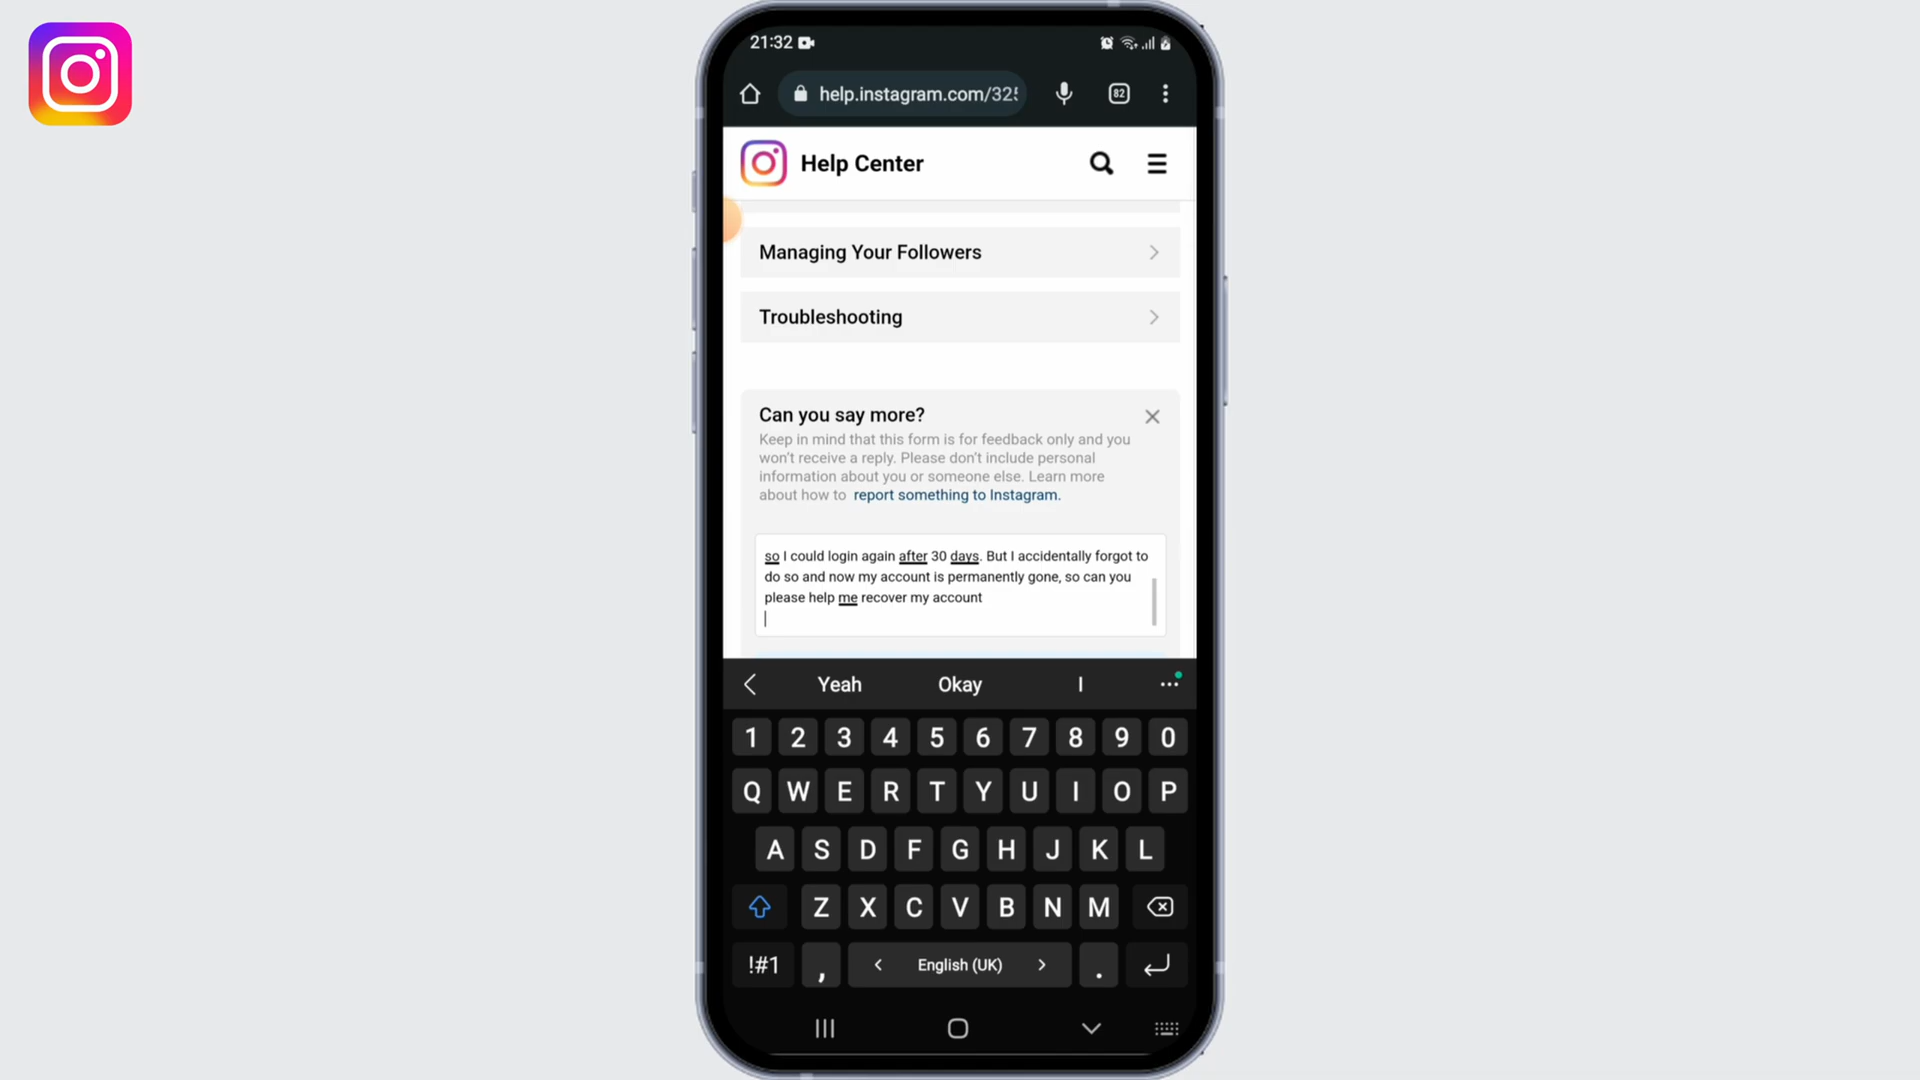 21:32
help.instagram.com/325
82
Help Center
Managing Your Followers
Troubleshooting
Can you say more?
Keep in mind that this form is for feedback only and you
won't receive a reply. Please don't include personal
information about you or someone else. Learn more
about how to report something to Instagram.
so I could login again after 30 days. But I accidentally forgot to
do so and now my account is permanently gone, so can you
please help me recover my account
Yeah Okay I
1 2 3 4 5 6 7 8 9 0
Q W E R T Y U I O P
A S D F G H J K L
Z X C V B N M
!#1 , < English (UK) > .